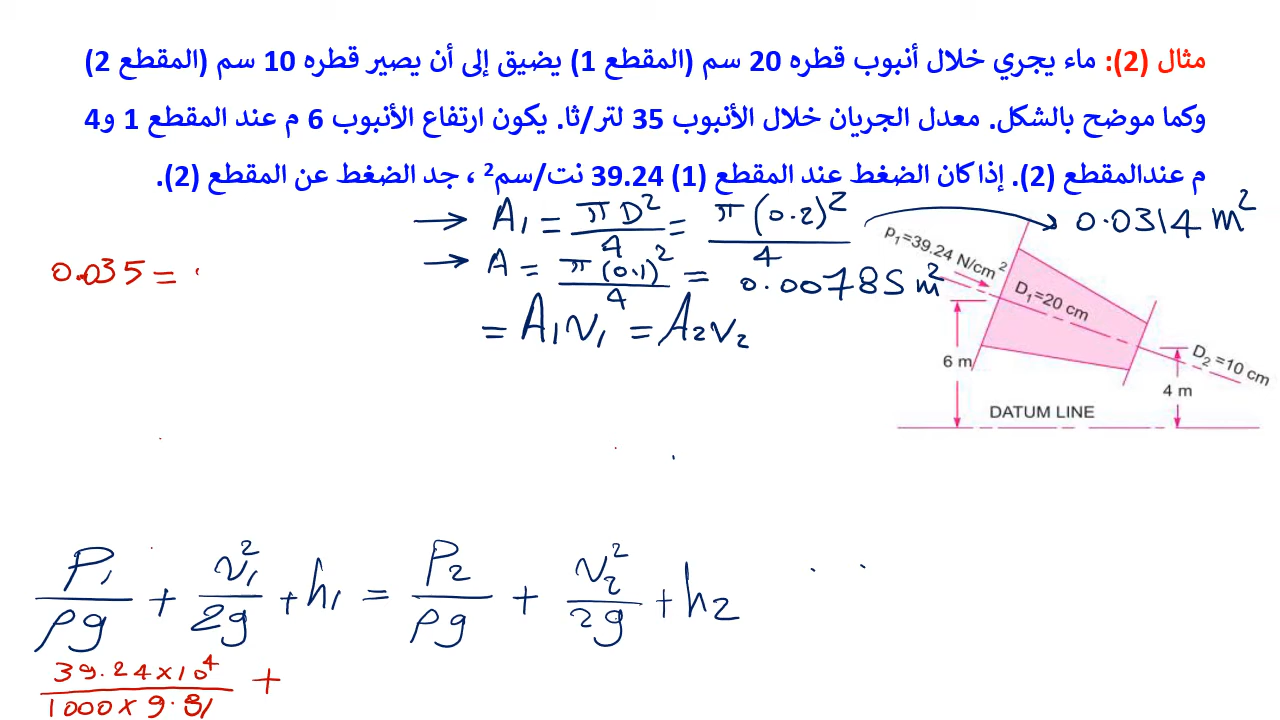 مثال (2): ماء يجري خلال أنبوب قطره 20 سم (المقطع 1) يضيق إلى أن يصير قطره 10 سم (المقطع 2)
وكما موضح بالشكل. معدل الجريان خلال الأنبوب 35 لتر/ثا. يكون ارتفاع الأنبوب 6 م عند المقطع 1 و4
م عندالمقطع (2). إذا كان الضغط عند المقطع (1) 39.24 نت/سم² ، جد الضغط عن المقطع (2).
→ A₁ = πD²/4 = π(0.2)²/4 → 0.0314 m²
→ A = π(0.1)²/4 = 0.00785 m²
0.035 =
= A₁v₁ = A₂v₂
p₁=39.24 N/cm²
D₁=20 cm
D₂=10 cm
6 m
4 m
DATUM LINE
P₁/ρg + v₁²/2g + h₁ = P₂/ρg + v₂²/2g + h₂
39.24×10⁴/1000×9.81 +